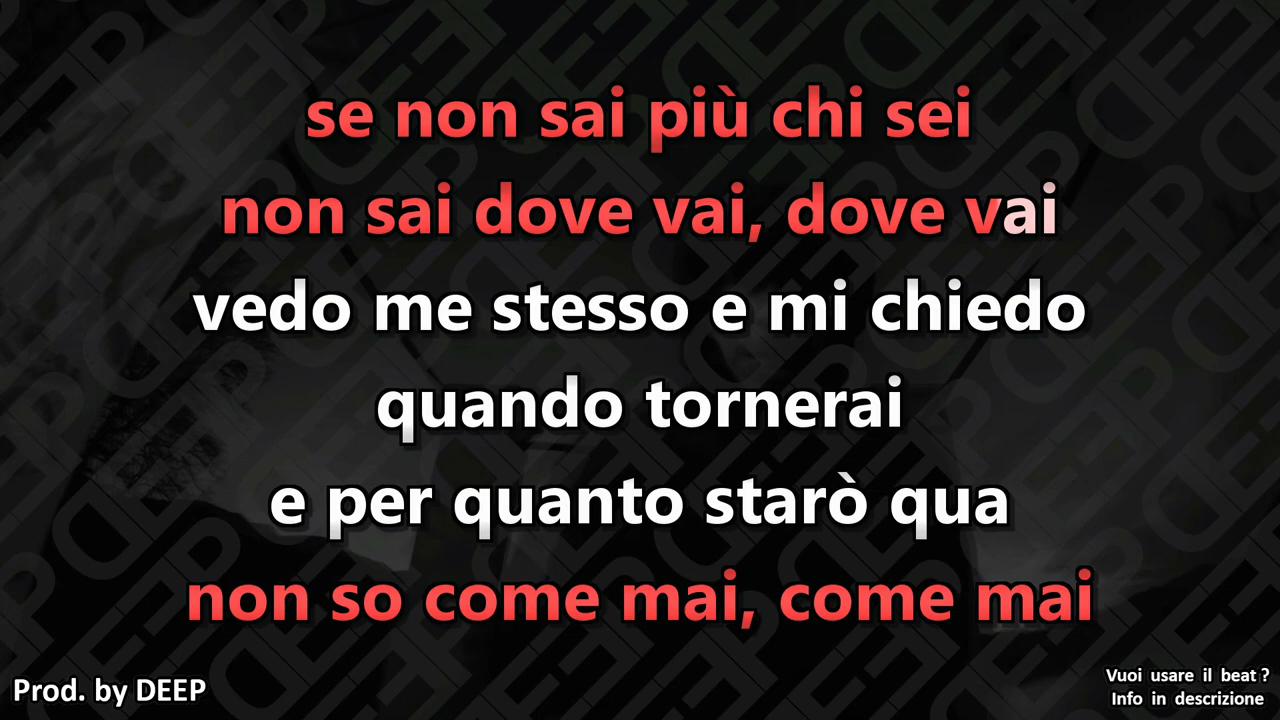 se non sai più chi sei
non sai dove vai, dove vai
vedo me stesso e mi chiedo
quando tornerai
e per quanto starò qua
non so come mai, come mai
Prod. by DEEP
Vuoi usare il beat ?
Info in descrizione